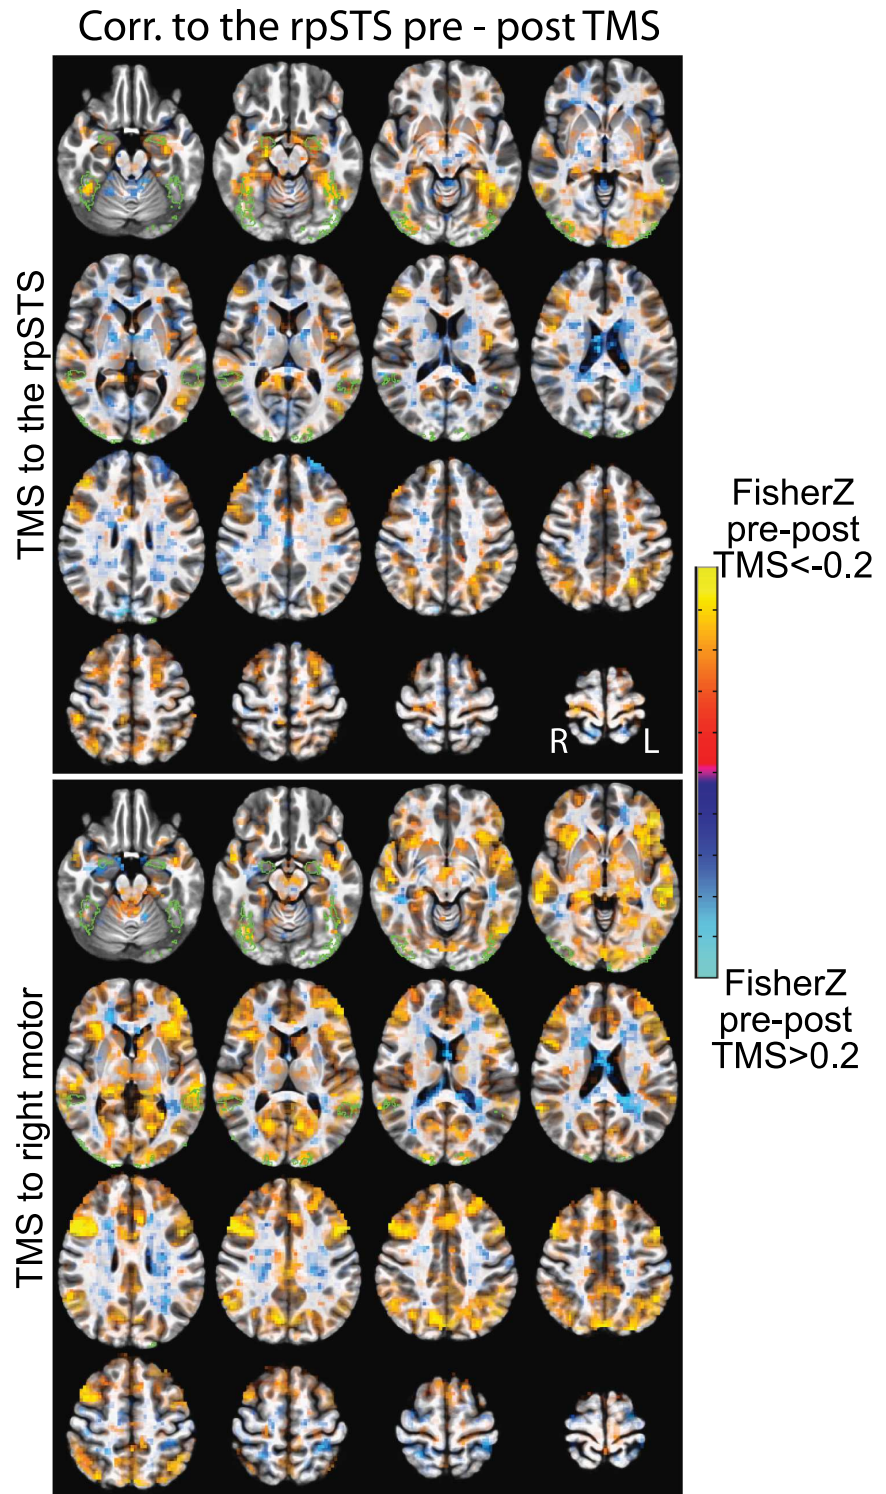 Corr. to the rpSTS pre - post TMS
TMS to the rpSTS
R L
FisherZ
pre-post
TMS<-0.2
FisherZ
pre-post
TMS>0.2
TMS to right motor